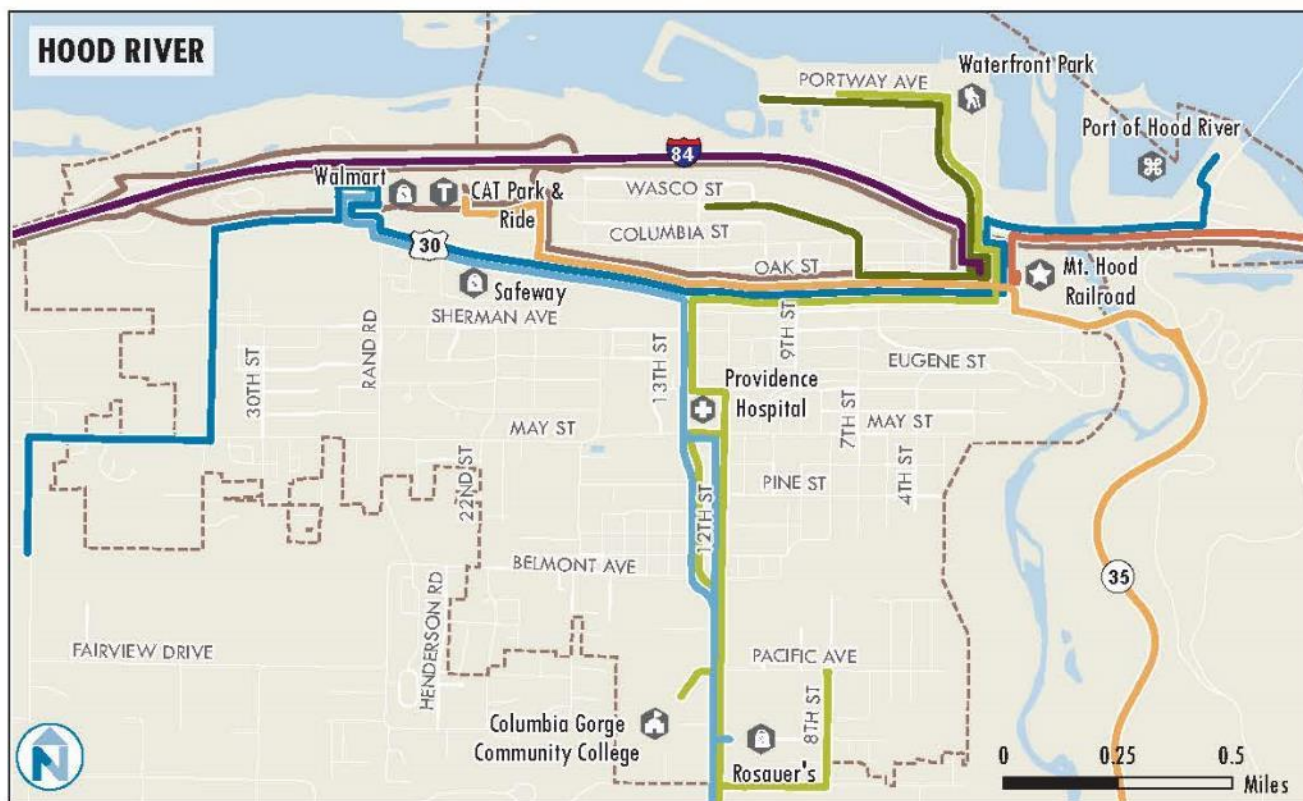 HOOD RIVER
Waterfront Park
PORTWAY AVE
Port of Hood River
84
Walmart
CAT Park &
Ride
WASCO ST
COLUMBIA ST
30
OAK ST
Mt. Hood
Railroad
Safeway
SHERMAN AVE
9TH ST
EUGENE ST
30TH ST
RAND RD
13TH ST
Providence
Hospital
MAY ST
7TH ST
MAY ST
22ND ST
PINE ST
4TH ST
12TH ST
BELMONT AVE
35
HENDERSON RD
FAIRVIEW DRIVE
PACIFIC AVE
Columbia Gorge
Community College
8TH ST
Rosauer's
N
0 0.25 0.5
Miles